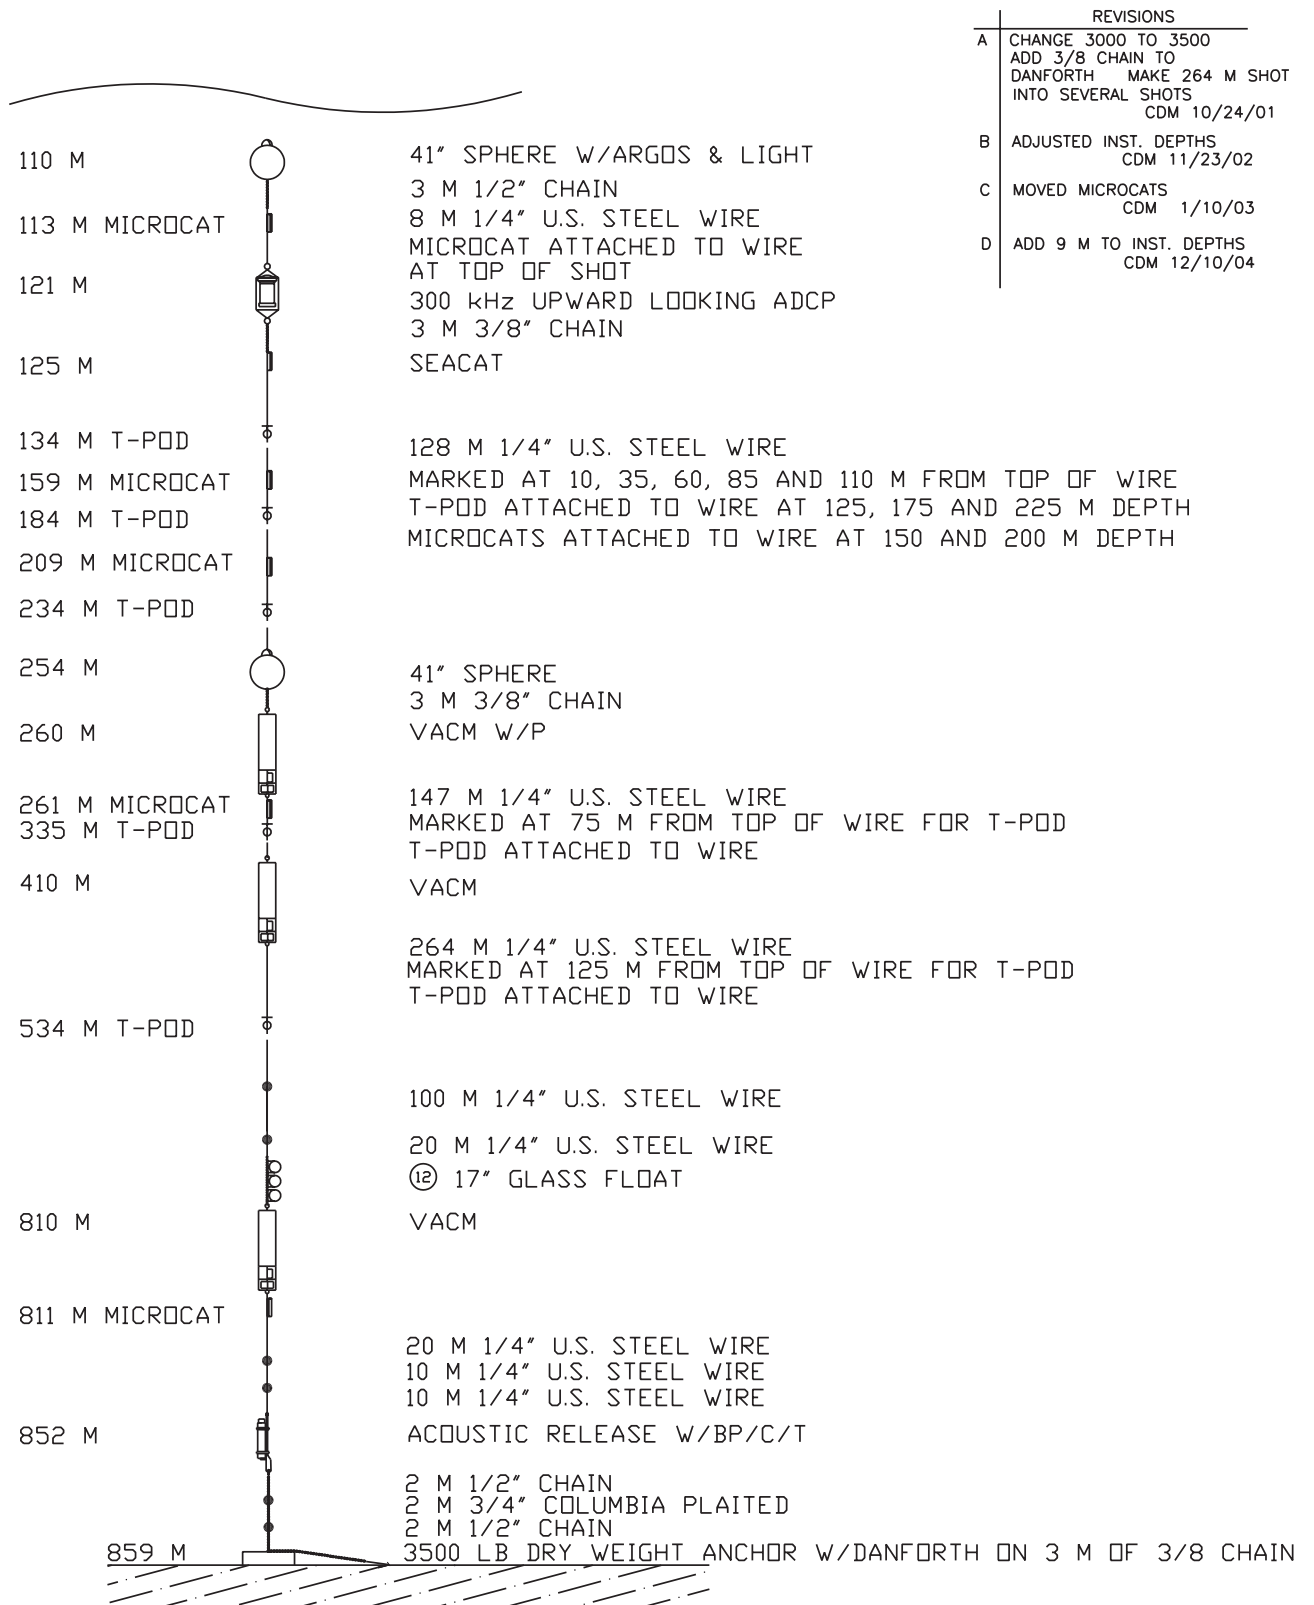 REVISIONS
A CHANGE 3000 TO 3500
ADD 3/8 CHAIN TO
DANFORTH MAKE 264 M SHOT
INTO SEVERAL SHOTS
CDM 10/24/01
B ADJUSTED INST. DEPTHS
CDM 11/23/02
C MOVED MICROCATS
CDM 1/10/03
D ADD 9 M TO INST. DEPTHS
CDM 12/10/04
110 M 41" SPHERE W/ARGOS & LIGHT
3 M 1/2" CHAIN
113 M MICROCAT 8 M 1/4" U.S. STEEL WIRE
MICROCAT ATTACHED TO WIRE
AT TOP OF SHOT
121 M 300 kHz UPWARD LOOKING ADCP
3 M 3/8" CHAIN
125 M SEACAT
134 M T-POD 128 M 1/4" U.S. STEEL WIRE
159 M MICROCAT MARKED AT 10, 35, 60, 85 AND 110 M FROM TOP OF WIRE
184 M T-POD T-POD ATTACHED TO WIRE AT 125, 175 AND 225 M DEPTH
MICROCATS ATTACHED TO WIRE AT 150 AND 200 M DEPTH
209 M MICROCAT
234 M T-POD
254 M 41" SPHERE
3 M 3/8" CHAIN
260 M VACM W/P
261 M MICROCAT 147 M 1/4" U.S. STEEL WIRE
335 M T-POD MARKED AT 75 M FROM TOP OF WIRE FOR T-POD
T-POD ATTACHED TO WIRE
410 M VACM
264 M 1/4" U.S. STEEL WIRE
MARKED AT 125 M FROM TOP OF WIRE FOR T-POD
T-POD ATTACHED TO WIRE
534 M T-POD
100 M 1/4" U.S. STEEL WIRE
20 M 1/4" U.S. STEEL WIRE
12 17" GLASS FLOAT
810 M VACM
811 M MICROCAT
20 M 1/4" U.S. STEEL WIRE
10 M 1/4" U.S. STEEL WIRE
10 M 1/4" U.S. STEEL WIRE
852 M ACOUSTIC RELEASE W/BP/C/T
2 M 1/2" CHAIN
2 M 3/4" COLUMBIA PLAITED
2 M 1/2" CHAIN
859 M 3500 LB DRY WEIGHT ANCHOR W/DANFORTH ON 3 M OF 3/8 CHAIN